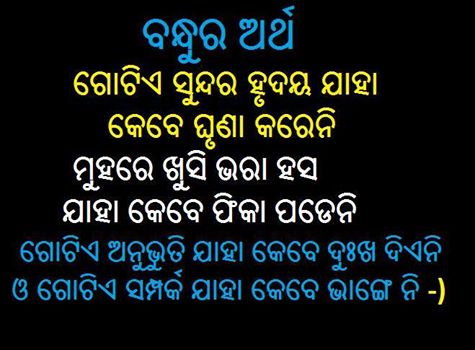 ବନ୍ଧୁର ଅର୍ଥ
ଗୋଟିଏ ସୁନ୍ଦର ହୃଦୟ ଯାହା
କେବେ ଘୃଣା କରେନି
ମୁହରେ ଖୁସି ଭରା ହସ
ଯାହା କେବେ ଫିକା ପଡେନି
ଗୋଟିଏ ଅନୁଭୁତି ଯାହା କେବେ ଦୁଃଖ ଦିଏନି
ଓ ଗୋଟିଏ ସମ୍ପର୍କ ଯାହା କେବେ ଭାଙ୍ଗେ ନି -)